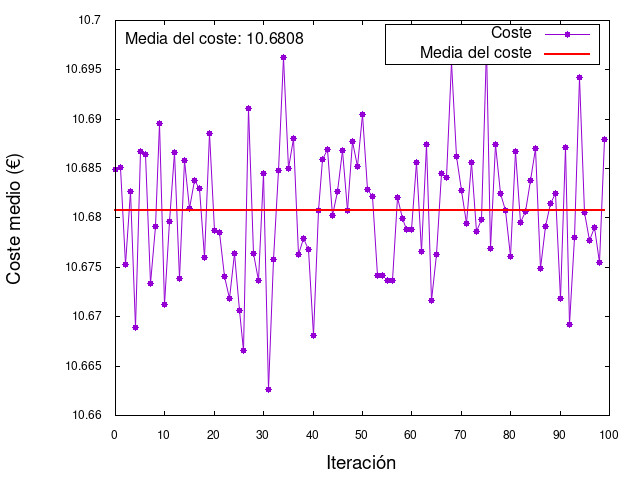 10.7
10.695
10.69
10.685
10.68
10.675
10.67
10.665
10.66
0 10 20 30 40 50 60 70 80 90 100
Coste medio (€)
Iteración
Media del coste: 10.6808
Coste
Media del coste